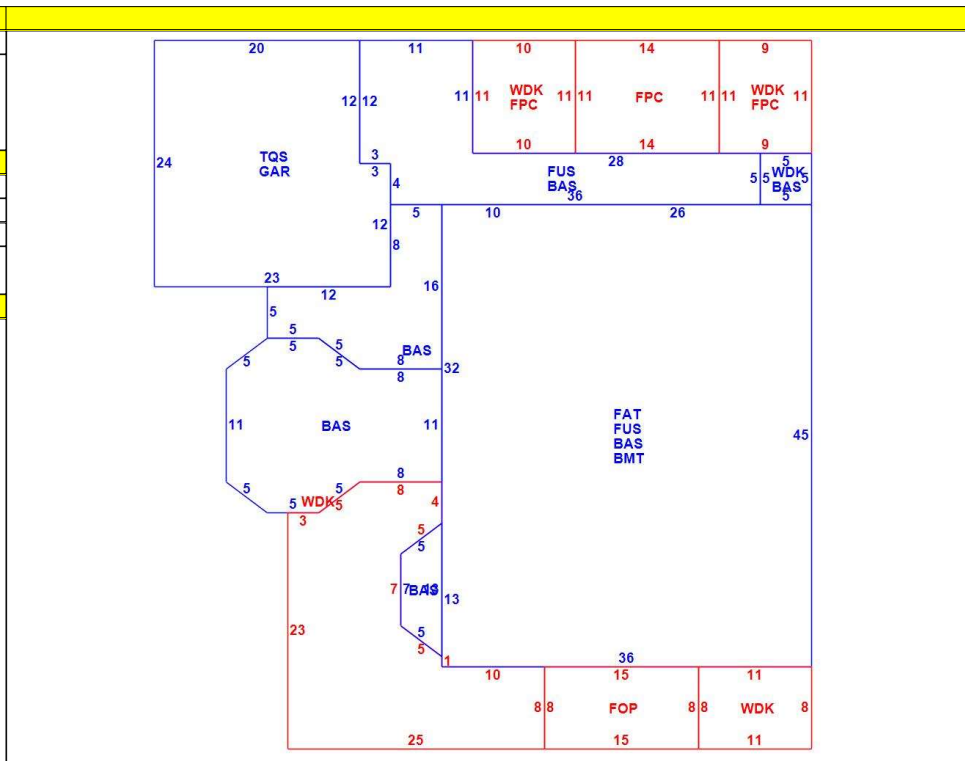 20 11 10 14 9
12 12 11 11 WDK 11 11 FPC 11 11 WDK 11
FPC FPC
10 14 9
24 TQS 3 28 5
GAR 3 4 FUS 5 5 WDK 5
BAS BAS
36 5
5 10 26
12 8
23
12 16
5
5
5 5 5 5 BAS
8 32
8
11 BAS 11 FAT 45
FUS
BAS
BMT
8
5 5 8
5 WDK 5 4
3
5
5
7 7 BAS 13 13
23 5
5 1 36
10 15 11
8 8 FOP 8 8 WDK 8
25 15 11